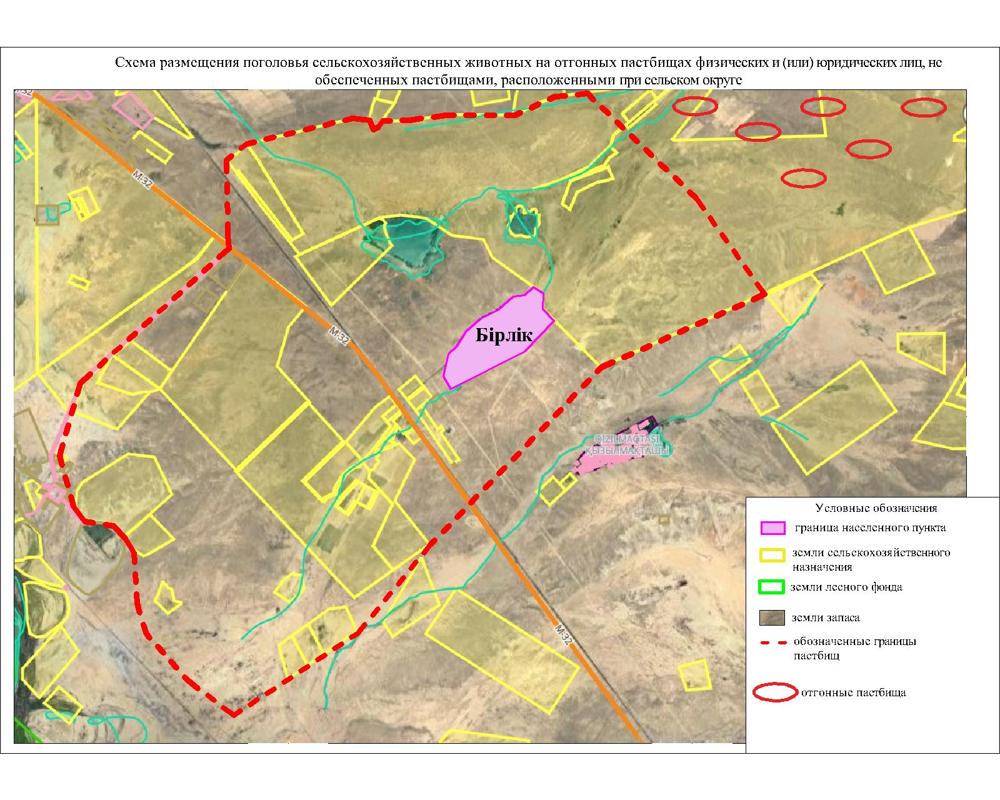 Схема размещения поголовья сельскохозяйственных животных на отгонных пастбищах физических и (или) юридических лиц, не
обеспеченных пастбищами, расположенными при сельском округе
М-32
М-32
Бірлік
QIZILMAQTASI
ҚЫЗЫЛМАҚТАШЫ
М-32
Условные обозначения
граница населенного пункта
земли сельскохозяйственного
назначения
земли лесного фонда
земли запаса
обозначенные границы
пастбищ
отгонные пастбища